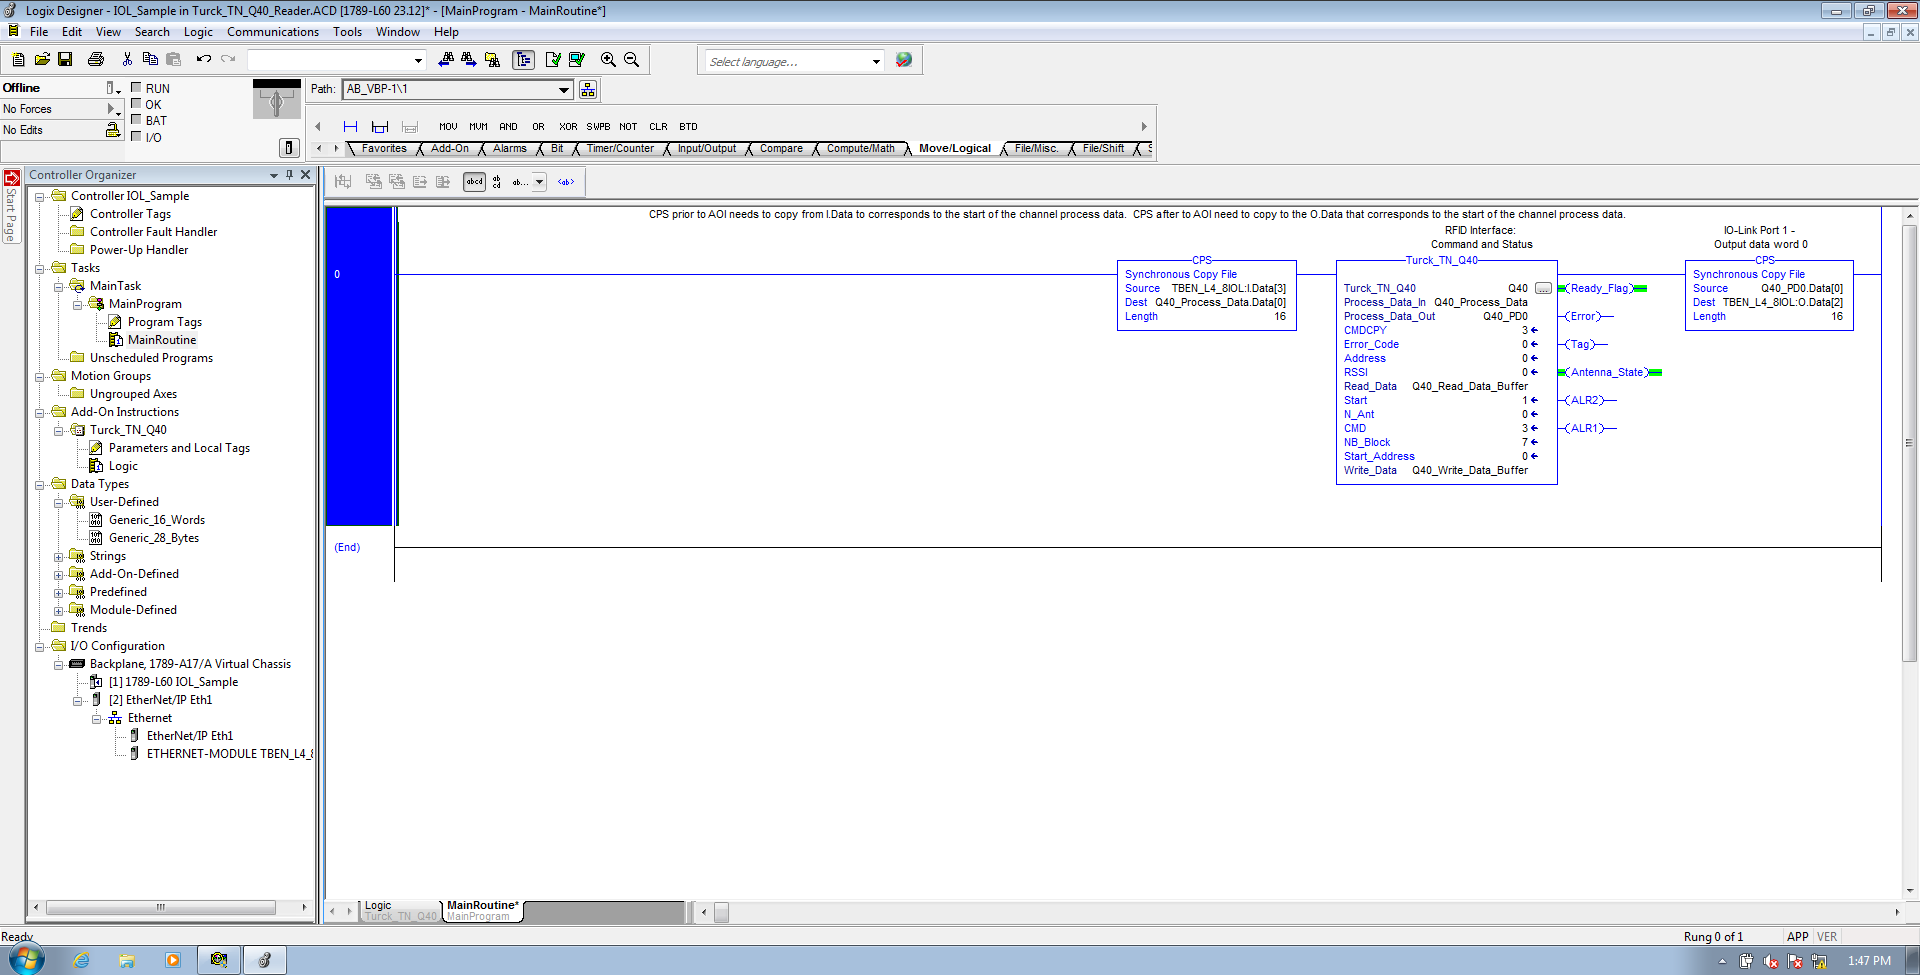 Logix Designer - IOL_Sample in Turck_TN_Q40_Reader.ACD [1789-L60 23.12]* - [MainProgram - MainRoutine*]
File Edit View Search Logic Communications Tools Window Help
Select language...
Offline
RUN
No Forces
OK
No Edits
BAT
I/O
Path: AB_VBP-1\1
MOV MVM AND OR XOR SWPB NOT CLR BTD
Favorites Add-On Alarms Bit Timer/Counter Input/Output Compare Compute/Math Move/Logical File/Misc. File/Shift
Start Page
Controller Organizer
Controller IOL_Sample
Controller Tags
Controller Fault Handler
Power-Up Handler
Tasks
MainTask
MainProgram
Program Tags
MainRoutine
Unscheduled Programs
Motion Groups
Ungrouped Axes
Add-On Instructions
Turck_TN_Q40
Parameters and Local Tags
Logic
Data Types
User-Defined
Generic_16_Words
Generic_28_Bytes
Strings
Add-On-Defined
Predefined
Module-Defined
Trends
I/O Configuration
Backplane, 1789-A17/A Virtual Chassis
[1] 1789-L60 IOL_Sample
[2] EtherNet/IP Eth1
Ethernet
EtherNet/IP Eth1
ETHERNET-MODULE TBEN_L4_8
abcd ab cd ab... <ab>
CPS prior to AOI needs to copy from I.Data to corresponds to the start of the channel process data. CPS after to AOI need to copy to the O.Data that corresponds to the start of the channel process data.
0
CPS
Synchronous Copy File
Source TBEN_L4_8IOL:I.Data[3]
Dest Q40_Process_Data.Data[0]
Length 16
RFID Interface:
Command and Status
Turck_TN_Q40
Turck_TN_Q40 Q40 ...
Process_Data_In Q40_Process_Data
Process_Data_Out Q40_PD0
CMDCPY 3
Error_Code 0
Address 0
RSSI 0
Read_Data Q40_Read_Data_Buffer
Start 1
N_Ant 0
CMD 3
NB_Block 7
Start_Address 0
Write_Data Q40_Write_Data_Buffer
(Ready_Flag)
(Error)
(Tag)
(Antenna_State)
(ALR2)
(ALR1)
IO-Link Port 1 -
Output data word 0
CPS
Synchronous Copy File
Source Q40_PD0.Data[0]
Dest TBEN_L4_8IOL:O.Data[2]
Length 16
(End)
Logic
Turck_TN_Q40
MainRoutine*
MainProgram
Ready
Rung 0 of 1
APP VER
1:47 PM